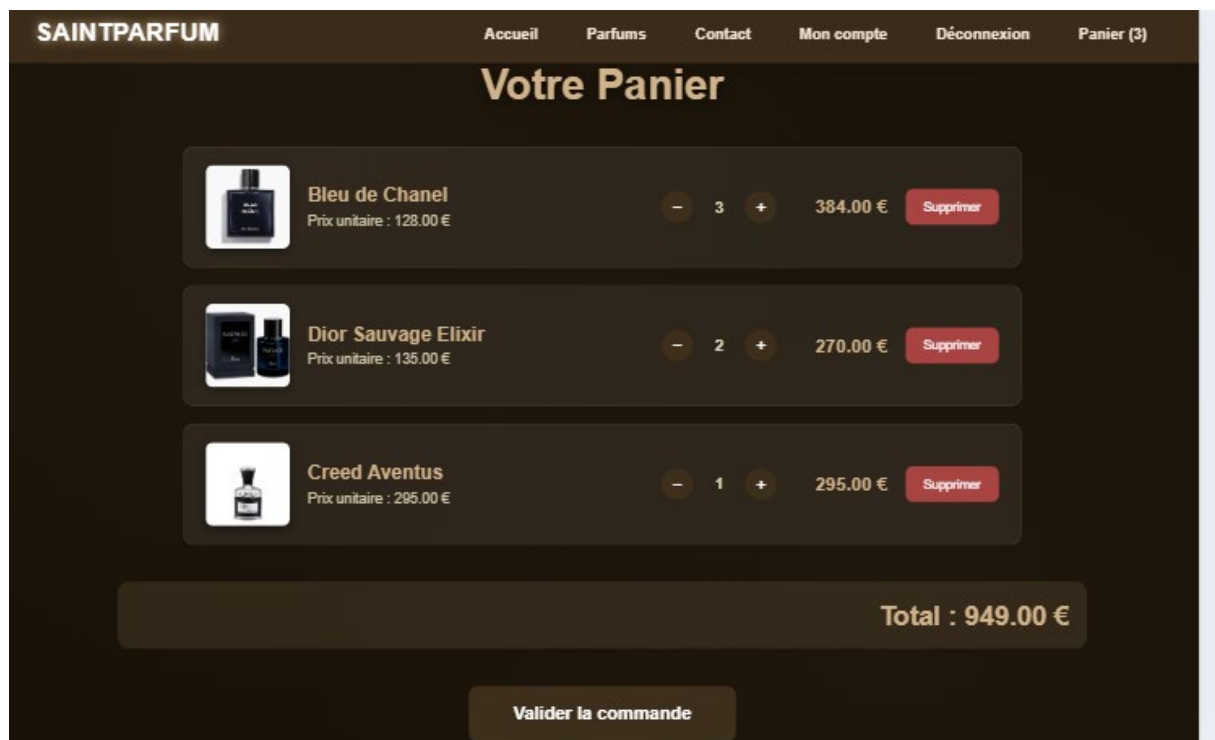 SAINTPARFUM Accueil Parfums Contact Mon compte Déconnexion Panier (3)
Votre Panier
Bleu de Chanel
Prix unitaire : 128.00 €
− 3 + 384.00 € Supprimer
Dior Sauvage Elixir
Prix unitaire : 135.00 €
− 2 + 270.00 € Supprimer
Creed Aventus
Prix unitaire : 295.00 €
− 1 + 295.00 € Supprimer
Total : 949.00 €
Valider la commande